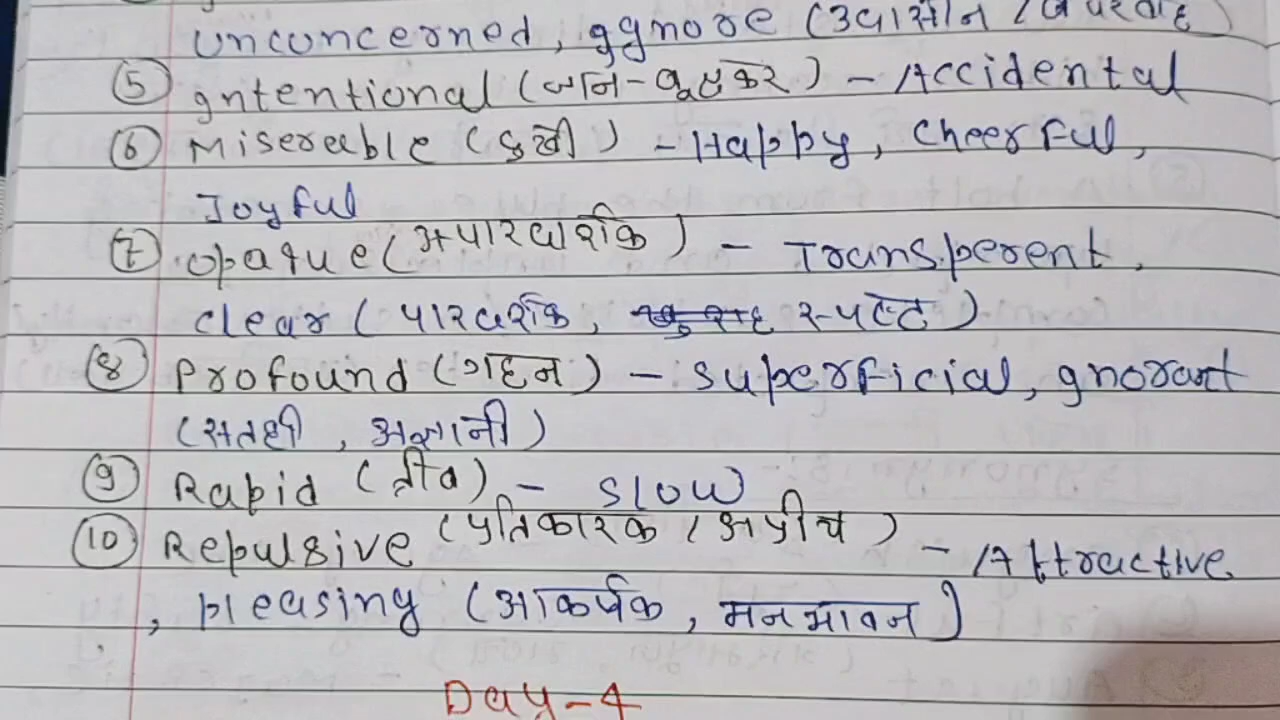 unconcerned, ignore (उदासीन / बेपरवाह)
⑤ Intentional (जान-बूझकर) - Accidental
⑥ Misereable (दुखी) - Happy, Cheerful,
Joyful
⑦ Opaque (अपारदर्शक) - Transperent,
Clear (पारदर्शक, स्पष्ट)
⑧ Profound (गहन) - Superficial, Ignorant
(सतही, अज्ञानी)
⑨ Rapid (तीव) - Slow
⑩ Repulsive (प्रतिकारक / अप्रीय) - Attractive
, pleasing (आकर्षक, मनभावन)
Day-4